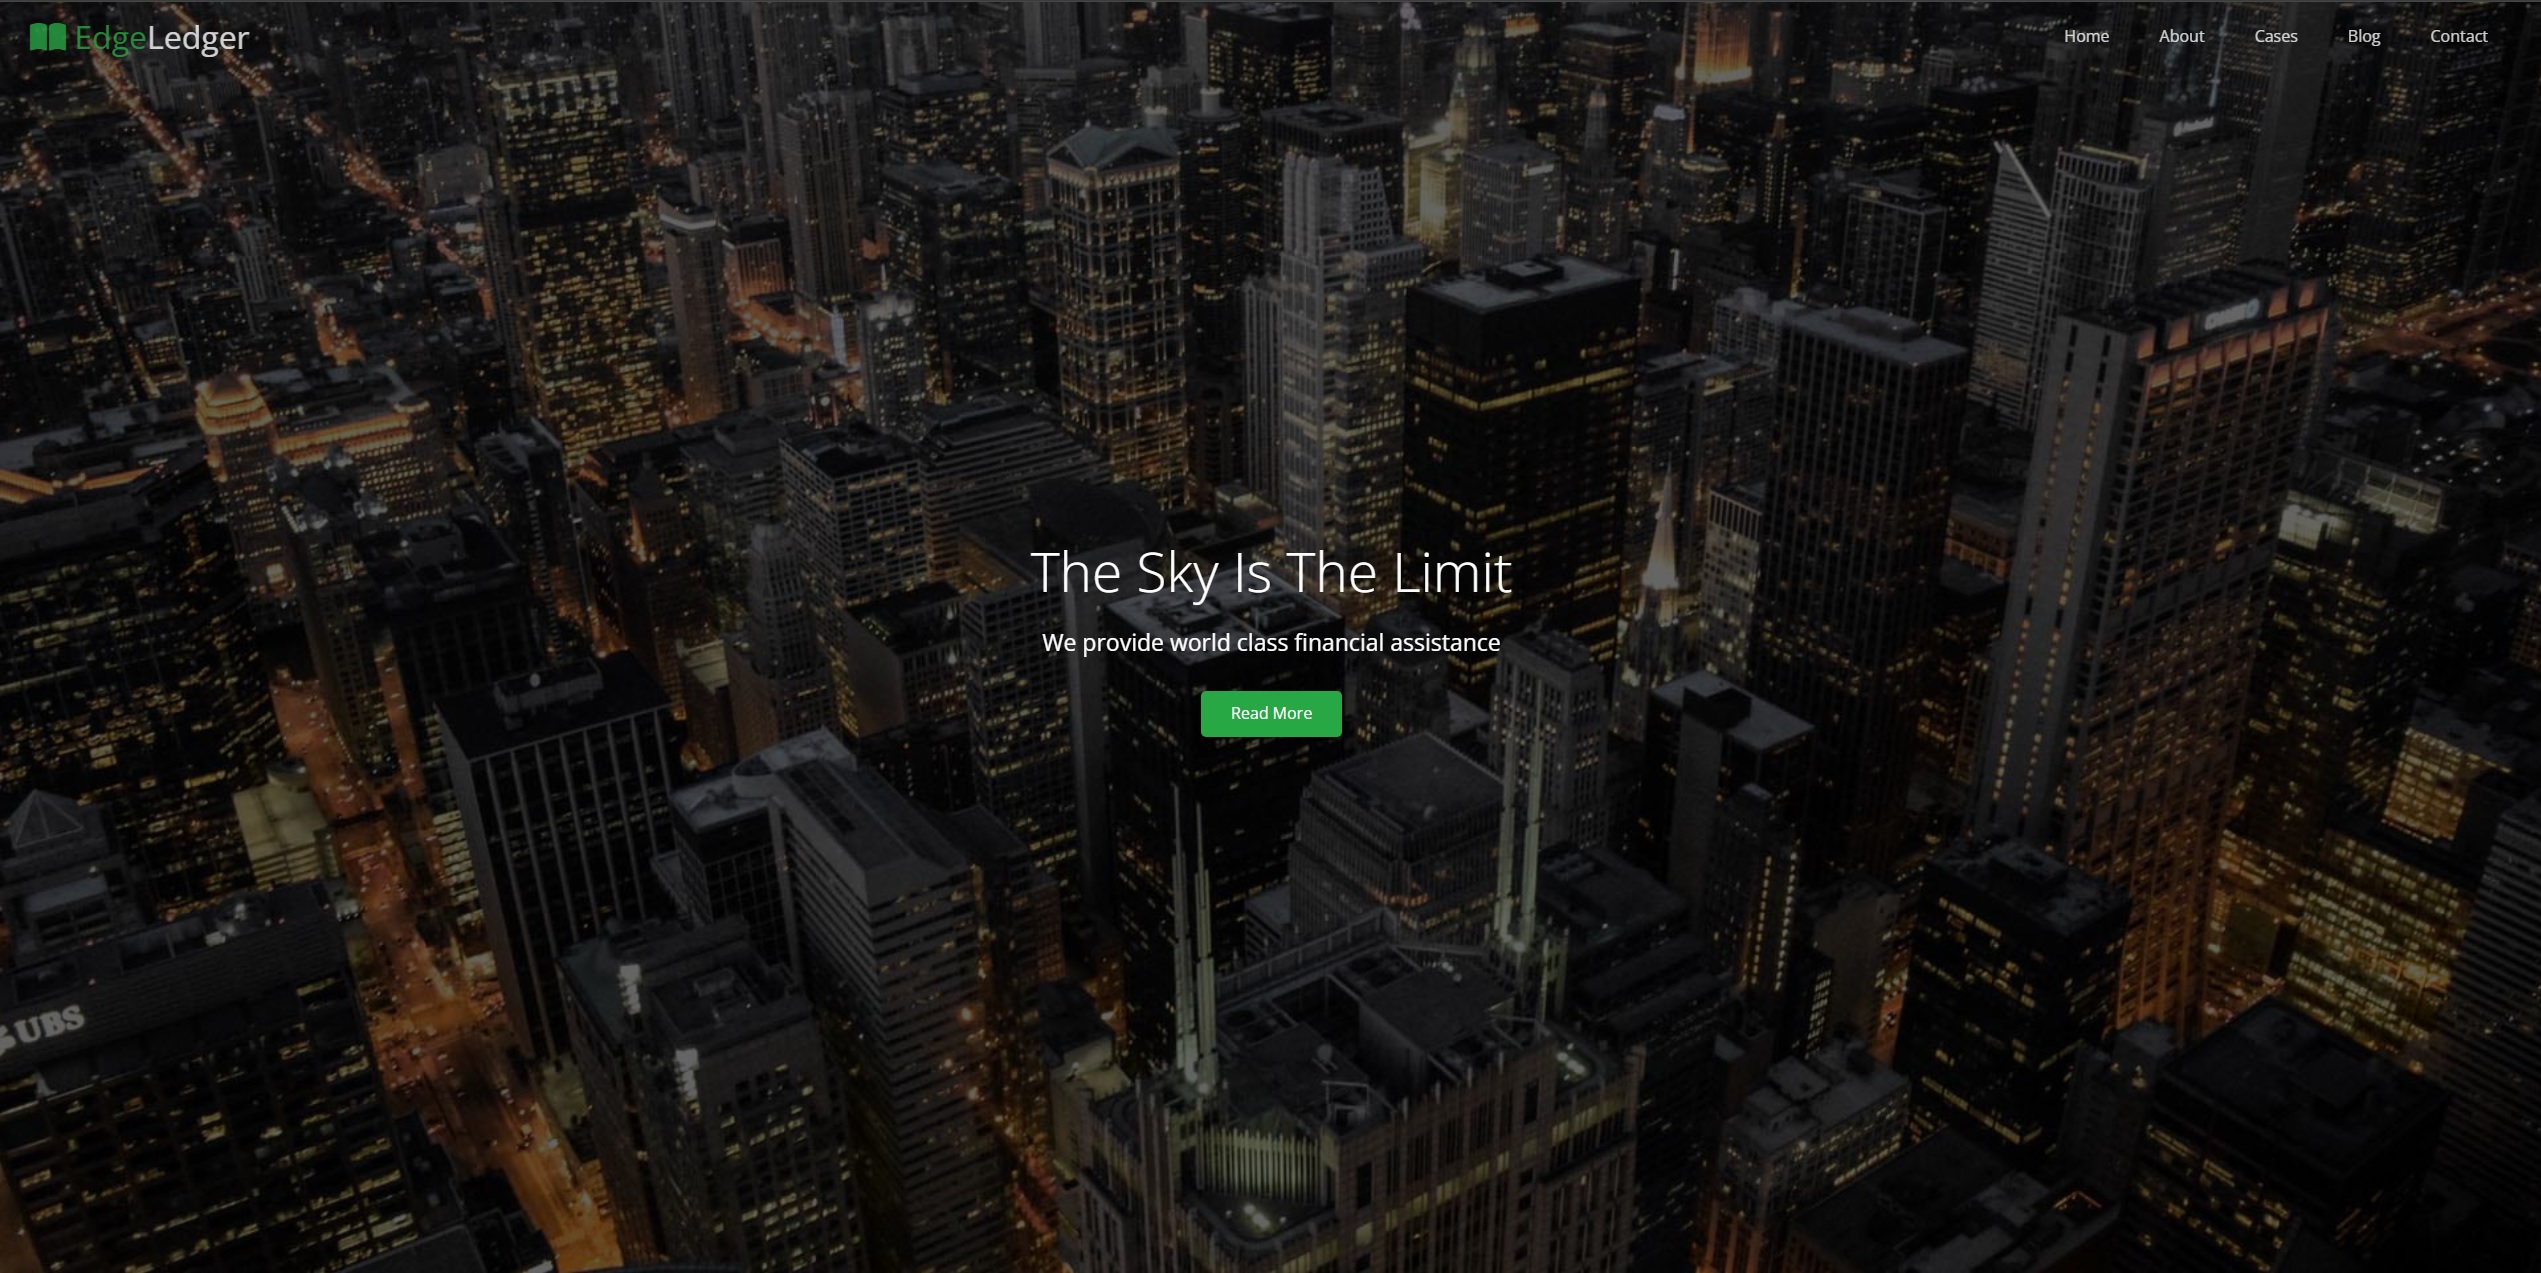 EdgeLedger
Home
About
Cases
Blog
Contact
The Sky Is The Limit
We provide world class financial assistance
Read More
UBS